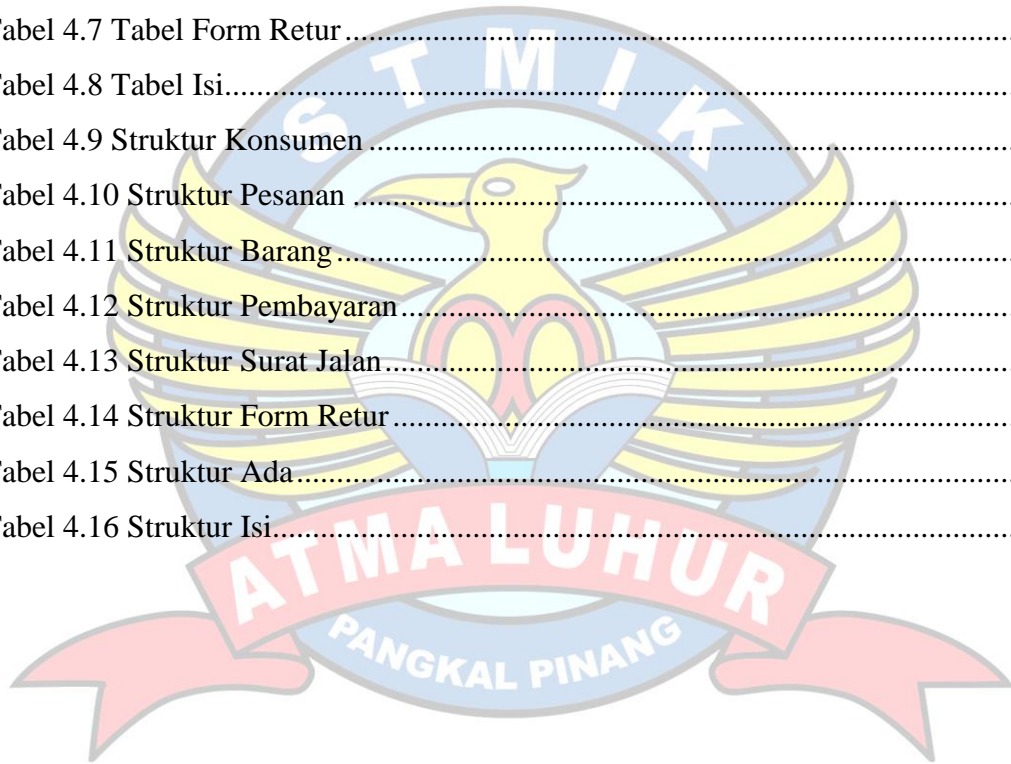 Tabel 4.7 Tabel Form Retur
Tabel 4.8 Tabel Isi
Tabel 4.9 Struktur Konsumen
Tabel 4.10 Struktur Pesanan
Tabel 4.11 Struktur Barang
Tabel 4.12 Struktur Pembayaran
Tabel 4.13 Struktur Surat Jalan
Tabel 4.14 Struktur Form Retur
Tabel 4.15 Struktur Ada
Tabel 4.16 Struktur Isi
STMIK
ATMA LUHUR
PANGKAL PINANG